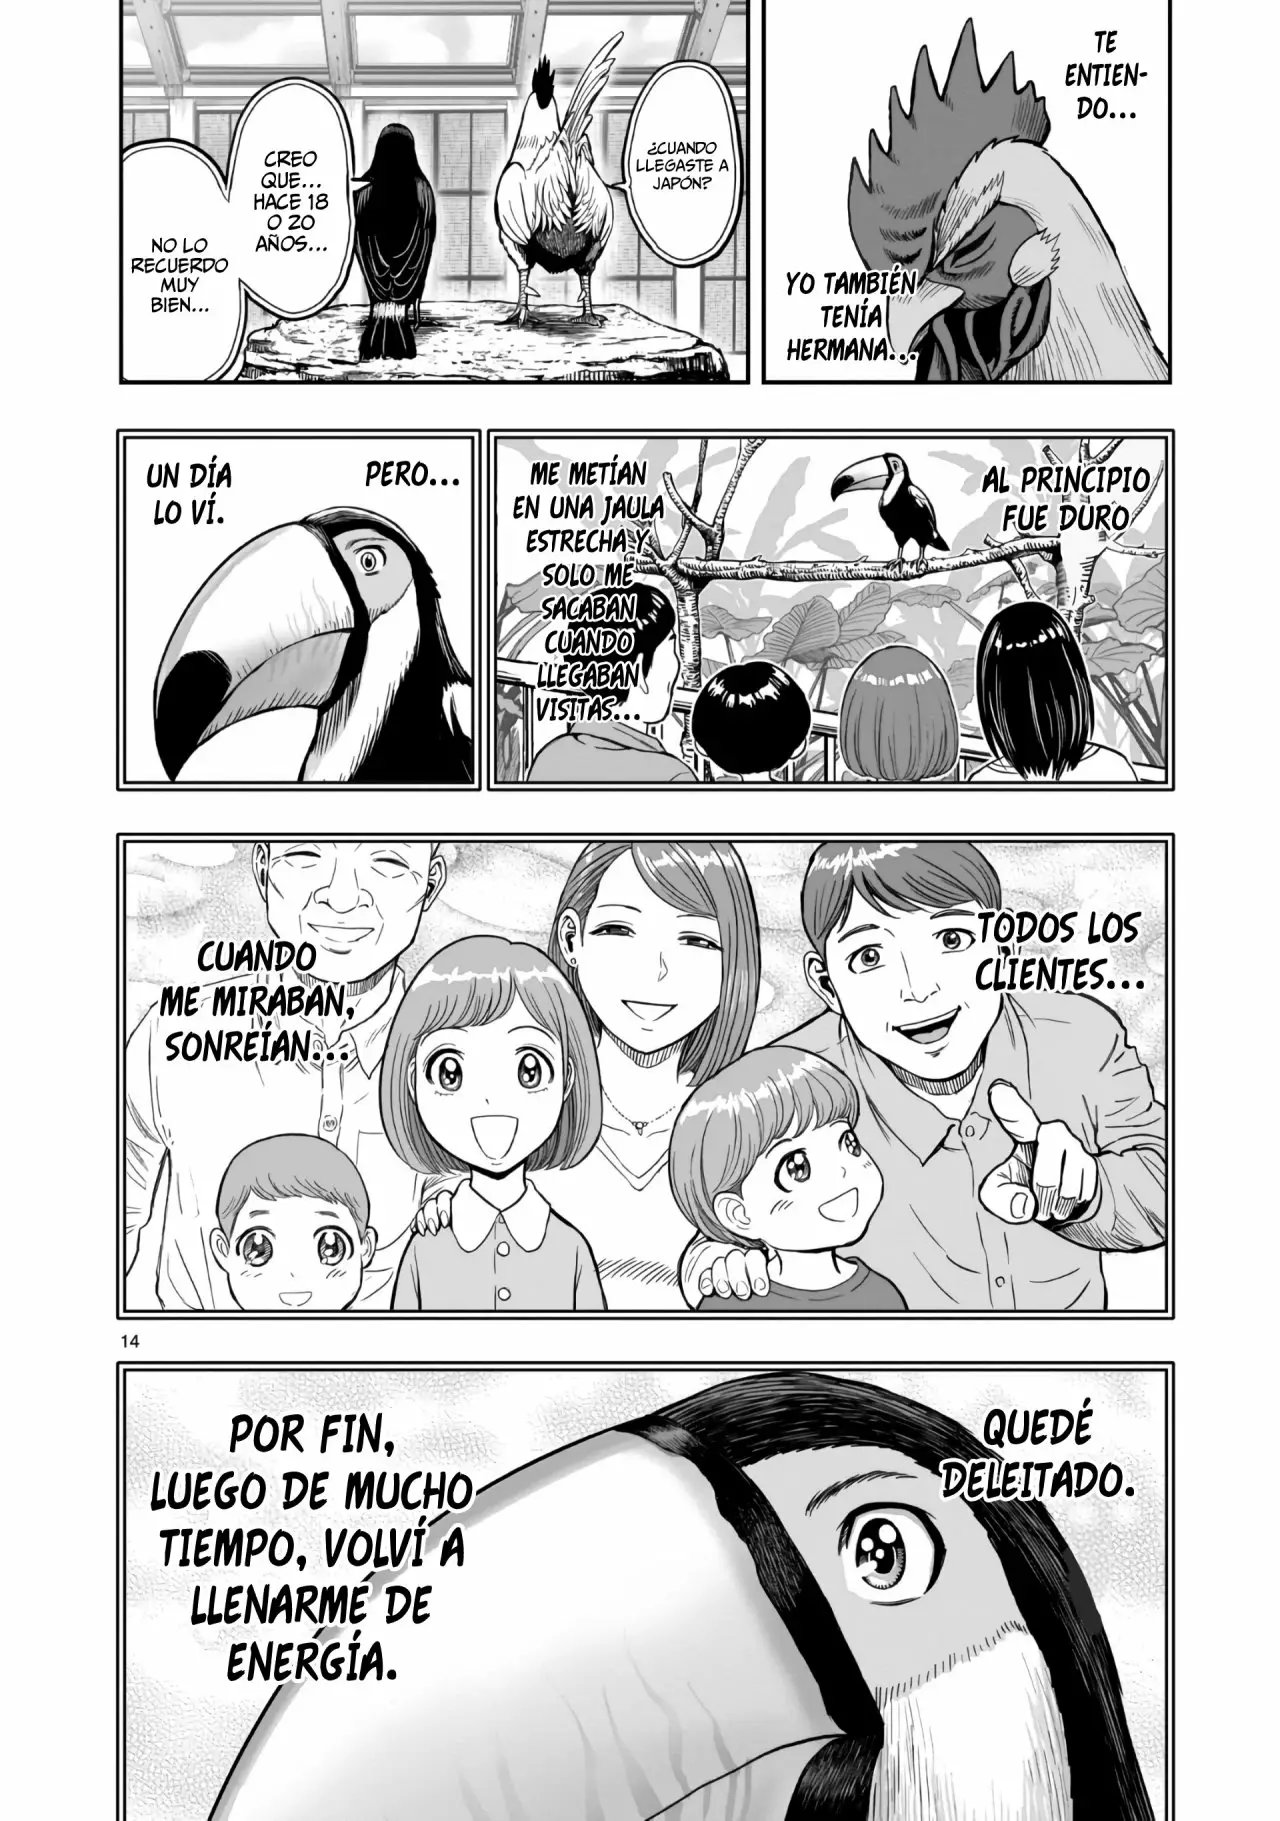 TE
ENTIEN-
DO...
YO TAMBIÉN
TENÍA
HERMANA...
¿CUANDO
LLEGASTE A
JAPÓN?
CREO
QUE...
HACE 18
O 20
AÑOS...
NO LO
RECUERDO
MUY
BIEN...
AL PRINCIPIO
FUE DURO
ME METÍAN
EN UNA JAULA
ESTRECHA Y
SOLO ME
SACABAN
CUANDO
LLEGABAN
VISITAS...
PERO...
UN DÍA
LO VÍ.
TODOS LOS
CLIENTES...
CUANDO
ME MIRABAN,
SONREÍAN...
14
QUEDÉ
DELEITADO.
POR FIN,
LUEGO DE MUCHO
TIEMPO, VOLVÍ A
LLENARME DE
ENERGÍA.